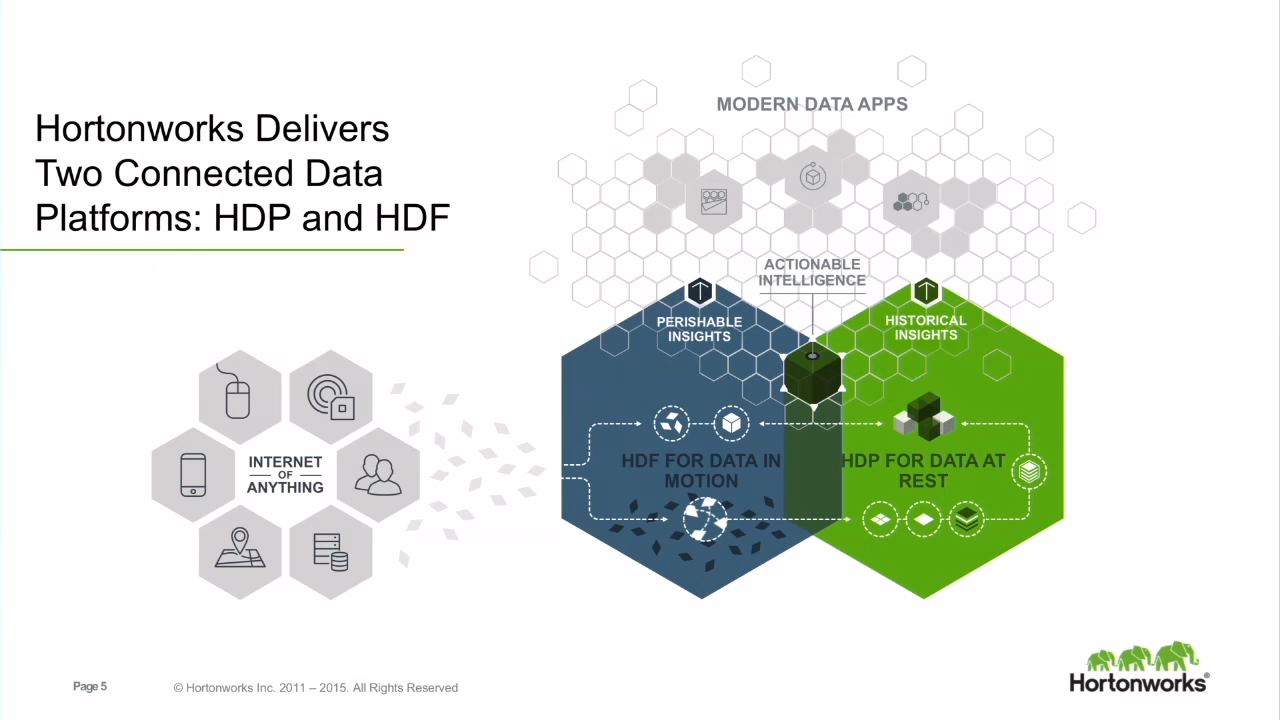 Hortonworks Delivers
Two Connected Data
Platforms: HDP and HDF
MODERN DATA APPS
ACTIONABLE
INTELLIGENCE
PERISHABLE
INSIGHTS
HISTORICAL
INSIGHTS
INTERNET
OF
ANYTHING
HDF FOR DATA IN
MOTION
HDP FOR DATA AT
REST
Page 5
© Hortonworks Inc. 2011 – 2015. All Rights Reserved
Hortonworks®